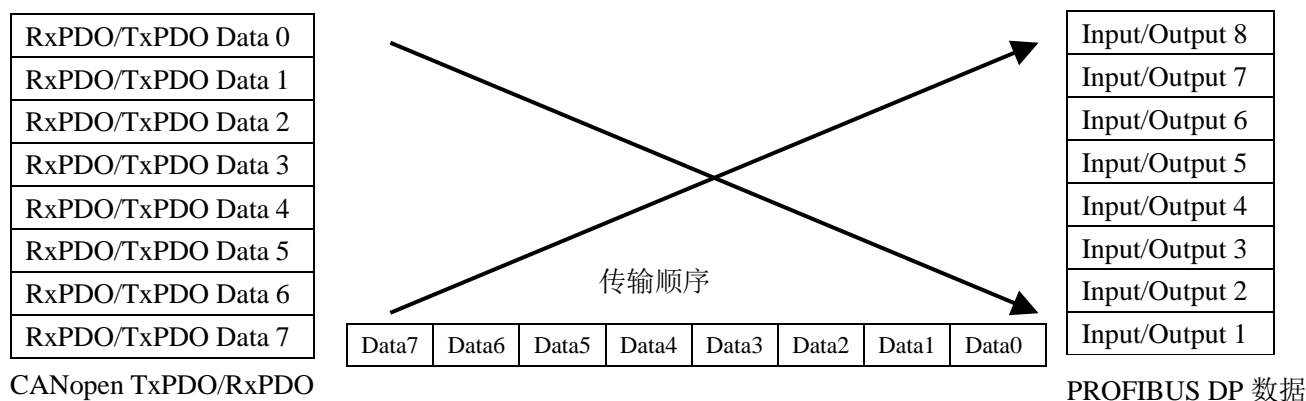 RxPDO/TxPDO Data 0
RxPDO/TxPDO Data 1
RxPDO/TxPDO Data 2
RxPDO/TxPDO Data 3
RxPDO/TxPDO Data 4
RxPDO/TxPDO Data 5
RxPDO/TxPDO Data 6
RxPDO/TxPDO Data 7
CANopen TxPDO/RxPDO
传输顺序
Data7 Data6 Data5 Data4 Data3 Data2 Data1 Data0
Input/Output 8
Input/Output 7
Input/Output 6
Input/Output 5
Input/Output 4
Input/Output 3
Input/Output 2
Input/Output 1
PROFIBUS DP 数据